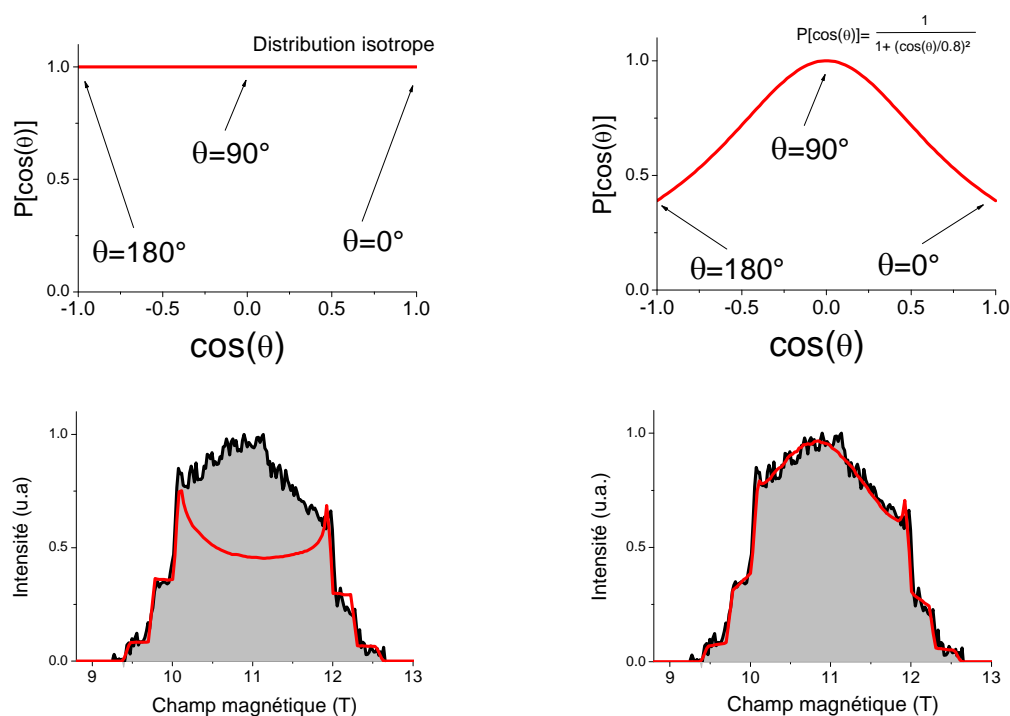 Distribution isotrope
1.0
0.5
0.0
P[cos(θ)]
θ=90°
θ=180°
θ=0°
-1.0 -0.5 0.0 0.5 1.0
cos(θ)
P[cos(θ)]= 1
1+ (cos(θ)/0.8)²
1.0
0.5
0.0
P[cos(θ)]
θ=90°
θ=180°
θ=0°
-1.0 -0.5 0.0 0.5 1.0
cos(θ)
1.0
0.5
0.0
Intensité (u.a)
9 10 11 12 13
Champ magnétique (T)
1.0
0.5
0.0
Intensité (u.a.)
9 10 11 12 13
Champ magnétique (T)